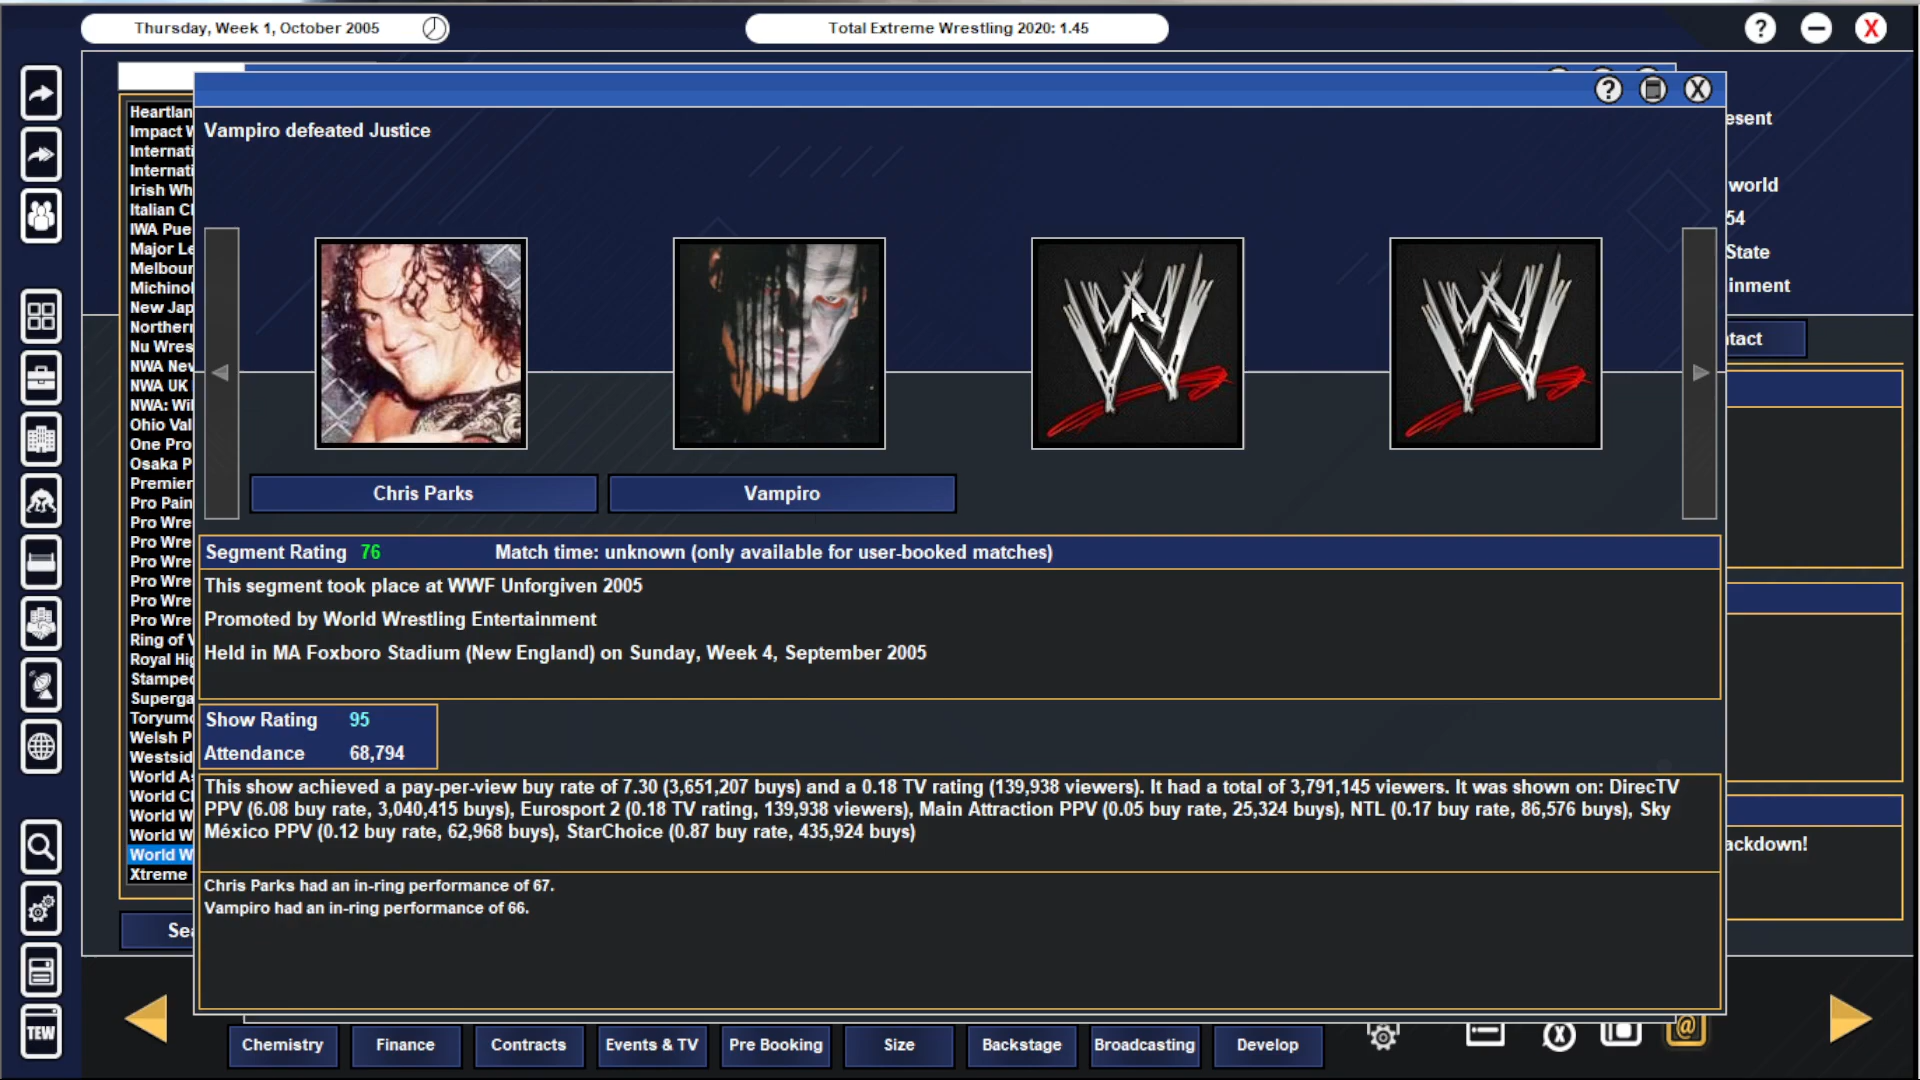 Thursday, Week 1, October 2005
Total Extreme Wrestling 2020: 1.45
?
X
Vampiro defeated Justice
Heartlan
Impact W
Internati
Internati
Irish Wh
Italian C
IWA Pue
Major Le
Melbour
Michinol
New Jap
Northern
Nu Wres
NWA Nev
NWA UK
NWA: Wil
Ohio Val
One Pro
Osaka P
Premier
Pro Pain
Pro Wre
Pro Wre
Pro Wre
Pro Wre
Pro Wre
Pro Wre
Ring of V
Royal Hig
Stamped
Superga
Toryumo
Welsh P
Westsid
World As
World Cl
World W
World W
World W
Xtreme
Sea
esent
world
54
State
inment
ntact
ackdown!
Chris Parks
Vampiro
Segment Rating 76
Match time: unknown (only available for user-booked matches)
This segment took place at WWF Unforgiven 2005
Promoted by World Wrestling Entertainment
Held in MA Foxboro Stadium (New England) on Sunday, Week 4, September 2005
Show Rating 95
Attendance 68,794
This show achieved a pay-per-view buy rate of 7.30 (3,651,207 buys) and a 0.18 TV rating (139,938 viewers). It had a total of 3,791,145 viewers. It was shown on: DirecTV
PPV (6.08 buy rate, 3,040,415 buys), Eurosport 2 (0.18 TV rating, 139,938 viewers), Main Attraction PPV (0.05 buy rate, 25,324 buys), NTL (0.17 buy rate, 86,576 buys), Sky
México PPV (0.12 buy rate, 62,968 buys), StarChoice (0.87 buy rate, 435,924 buys)
Chris Parks had an in-ring performance of 67.
Vampiro had an in-ring performance of 66.
TEW
Chemistry
Finance
Contracts
Events & TV
Pre Booking
Size
Backstage
Broadcasting
Develop